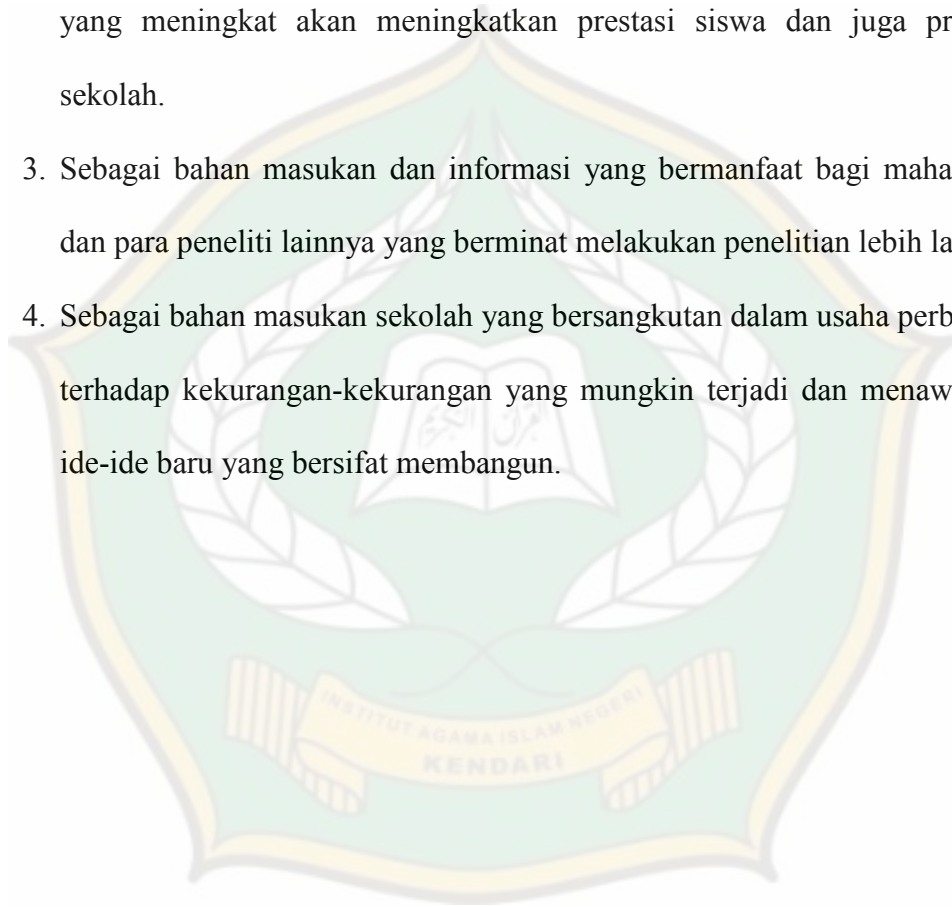 yang meningkat akan meningkatkan prestasi siswa dan juga pr
sekolah.
3. Sebagai bahan masukan dan informasi yang bermanfaat bagi maha
dan para peneliti lainnya yang berminat melakukan penelitian lebih la
4. Sebagai bahan masukan sekolah yang bersangkutan dalam usaha perb
terhadap kekurangan-kekurangan yang mungkin terjadi dan menaw
ide-ide baru yang bersifat membangun.
INSTITUT AGAMA ISLAM NEGERI
KENDARI